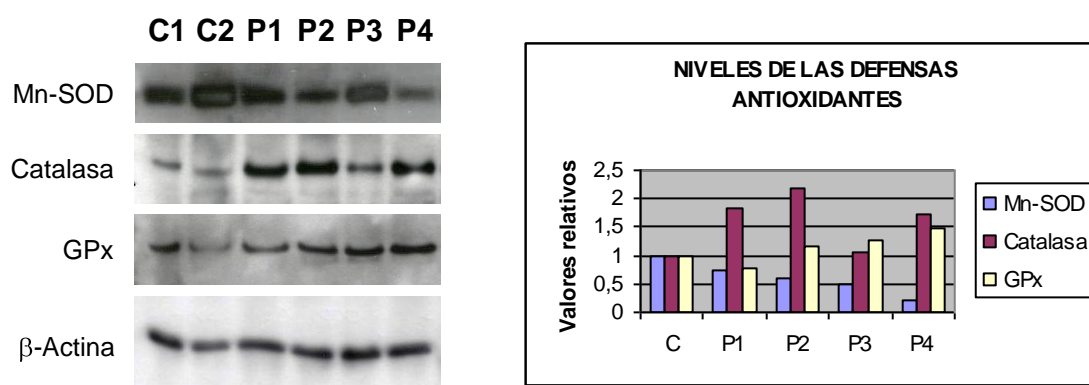 C1 C2 P1 P2 P3 P4
Mn-SOD
Catalasa
GPx
β-Actina
NIVELES DE LAS DEFENSAS
ANTIOXIDANTES
Valores relativos
2,5
2
1,5
1
0,5
0
C P1 P2 P3 P4
Mn-SOD
Catalasa
GPx